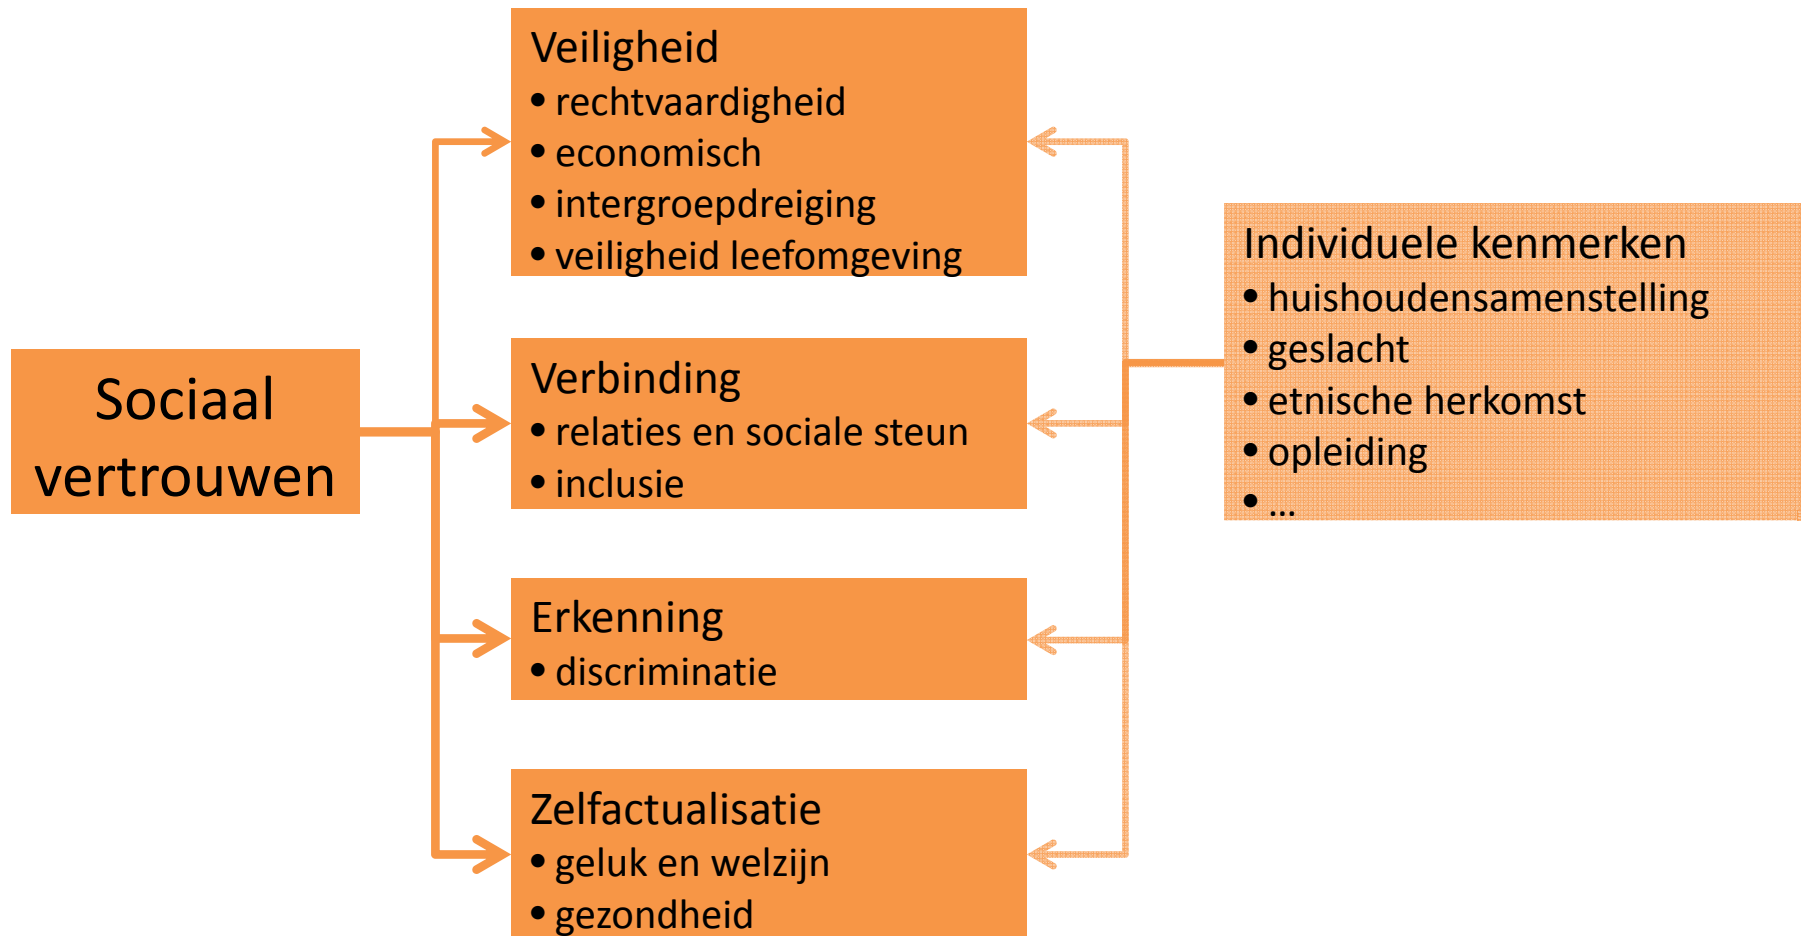 Sociaal
vertrouwen
Veiligheid
• rechtvaardigheid
• economisch
• intergroepdreiging
• veiligheid leefomgeving
Verbinding
• relaties en sociale steun
• inclusie
Erkenning
• discriminatie
Zelfactualisatie
• geluk en welzijn
• gezondheid
Individuele kenmerken
• huishoudensamenstelling
• geslacht
• etnische herkomst
• opleiding
• ...